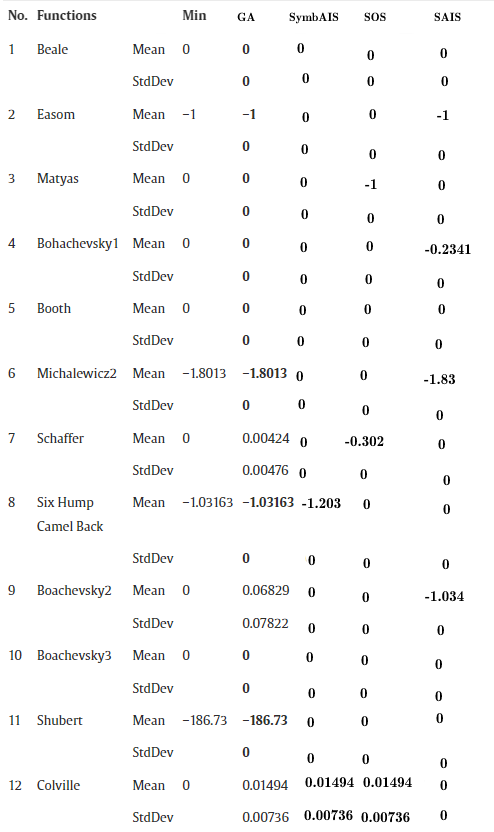 No. Functions Min GA SymbAIS SOS SAIS
1 Beale Mean 0 0 0 0 0
StdDev 0 0 0 0
2 Easom Mean −1 −1 0 0 -1
StdDev 0 0 0 0
3 Matyas Mean 0 0 0 -1 0
StdDev 0 0 0 0
4 Bohachevsky1 Mean 0 0 0 0 -0.2341
StdDev 0 0 0 0
5 Booth Mean 0 0 0 0 0
StdDev 0 0 0 0
6 Michalewicz2 Mean −1.8013 −1.8013 0 0 -1.83
StdDev 0 0 0 0
7 Schaffer Mean 0 0.00424 0 -0.302 0
StdDev 0.00476 0 0 0
8 Six Hump Mean −1.03163 −1.03163 -1.203 0 0
Camel Back
StdDev 0 0 0 0
9 Boachevsky2 Mean 0 0.06829 0 0 -1.034
StdDev 0.07822 0 0 0
10 Boachevsky3 Mean 0 0 0 0 0
StdDev 0 0 0 0
11 Shubert Mean −186.73 −186.73 0 0 0
StdDev 0 0 0 0
12 Colville Mean 0 0.01494 0.01494 0.01494 0
StdDev 0.00736 0.00736 0.00736 0